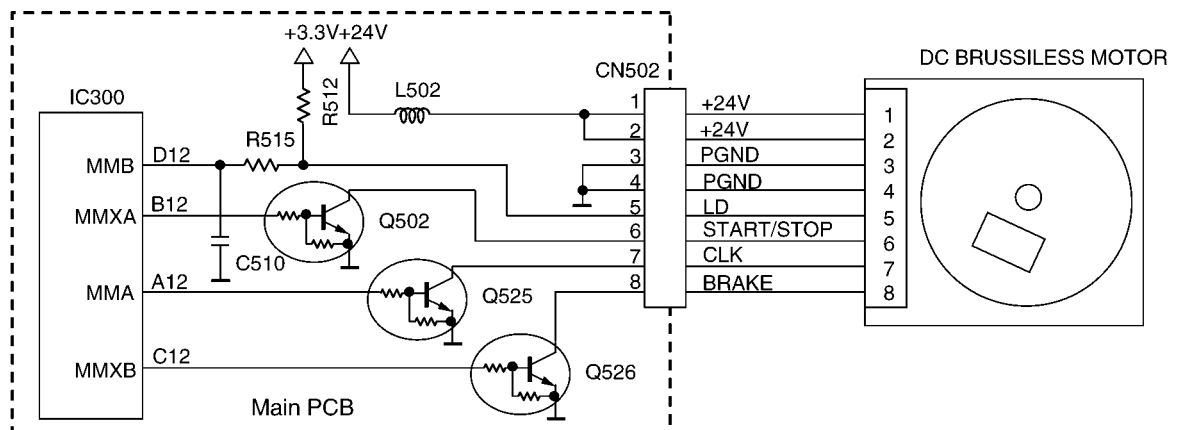 +3.3V+24V
DC BRUSSILESS MOTOR
CN502
IC300
R512
L502
1 +24V 1
R515
2 +24V 2
MMB D12
3 PGND 3
4 PGND 4
MMXA B12
Q502
5 LD 5
6 START/STOP 6
C510
7 CLK 7
MMA A12
Q525
8 BRAKE 8
MMXB C12
Q526
Main PCB